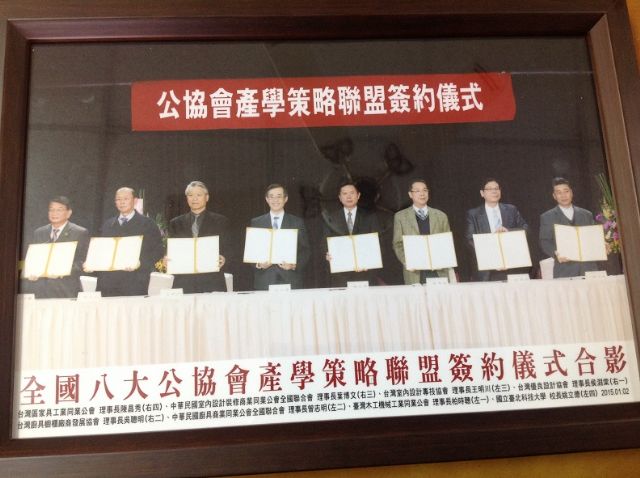 公協會產學策略聯盟簽約儀式
全國八大公協會產學策略聯盟簽約儀式合影
台灣區家具工業同業公會 理事長陳昌秀(右四)、中華民國室內設計裝修商業同業公會全國聯合會 理事長葉博文(右三)、台灣室內設計專技協會 理事長王明川(左三)、台灣優良設計協會 理事長侯淵棠(右一)
台灣廚具櫥櫃廠商發展協會 理事長吳聰明(右二)、中華民國廚具商業同業公會全國聯合會 理事長曾志明(左二)、臺灣木工機械工業同業公會 理事長柏時聰(左一)、國立臺北科技大學 校長姚立德(左四) 2015.01.02